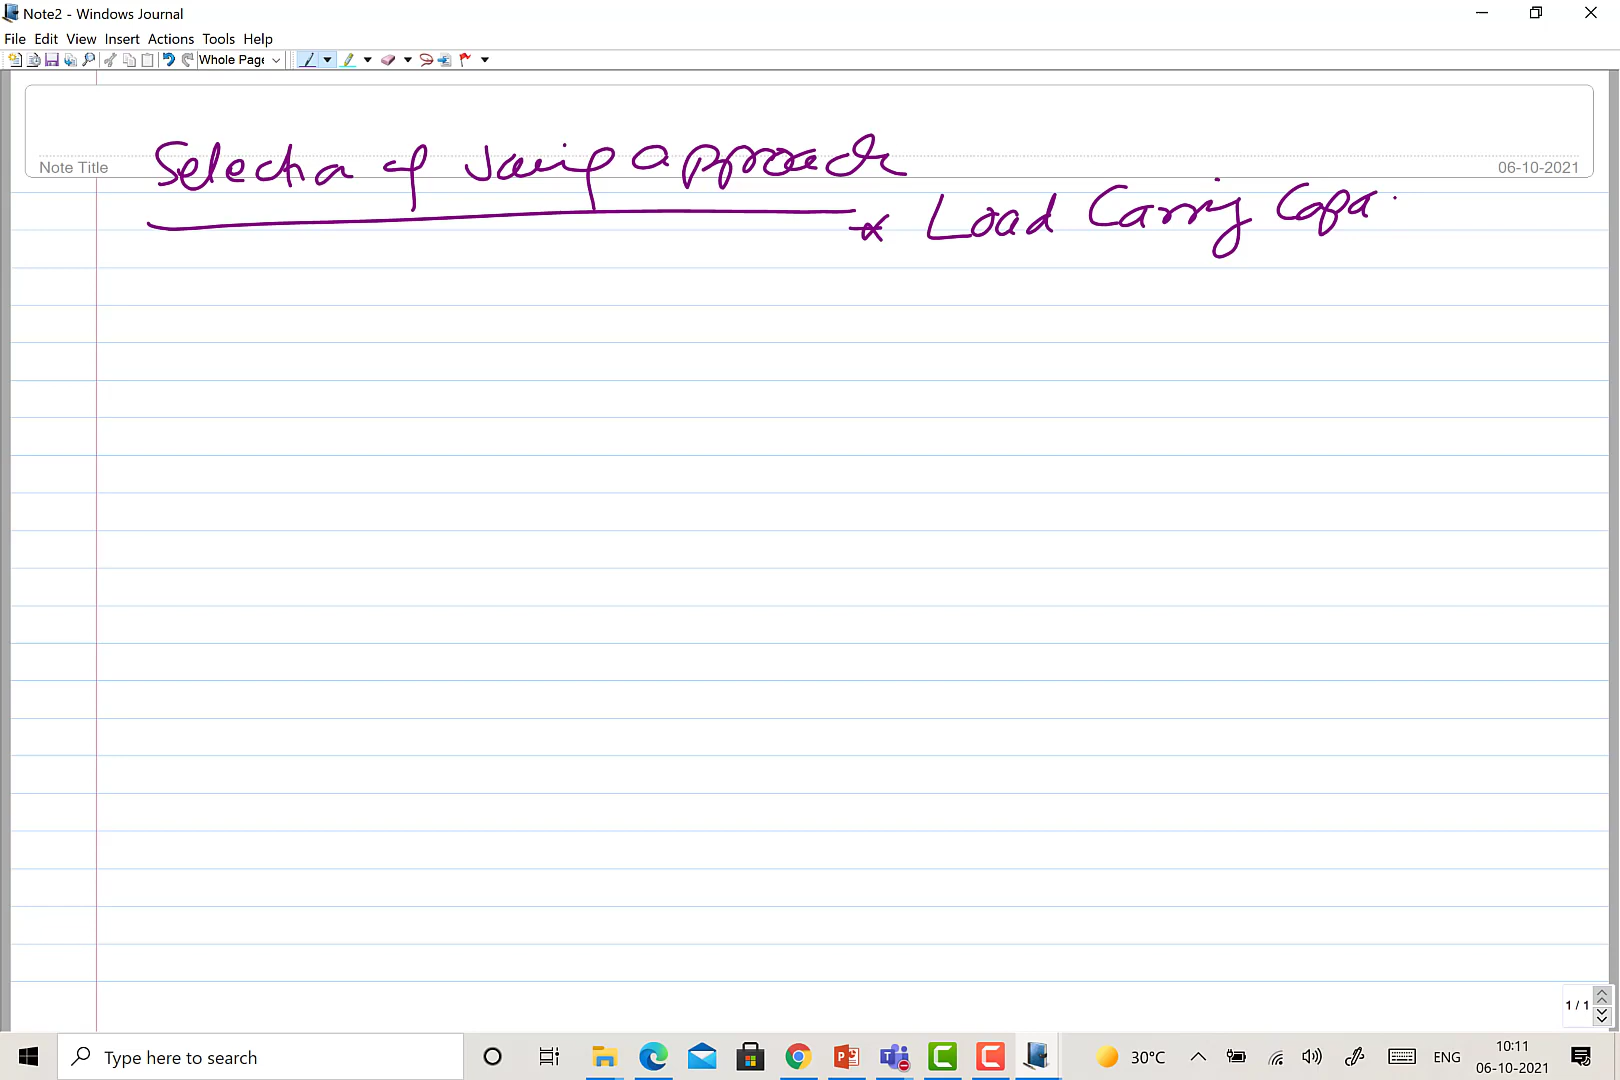 Note2 - Windows Journal
File Edit View Insert Actions Tools Help
Whole Page
Selection of joining approach
Note Title
06-10-2021
* Load Carrying Capa.
1 / 1
Type here to search
30°C
ENG
10:11
06-10-2021